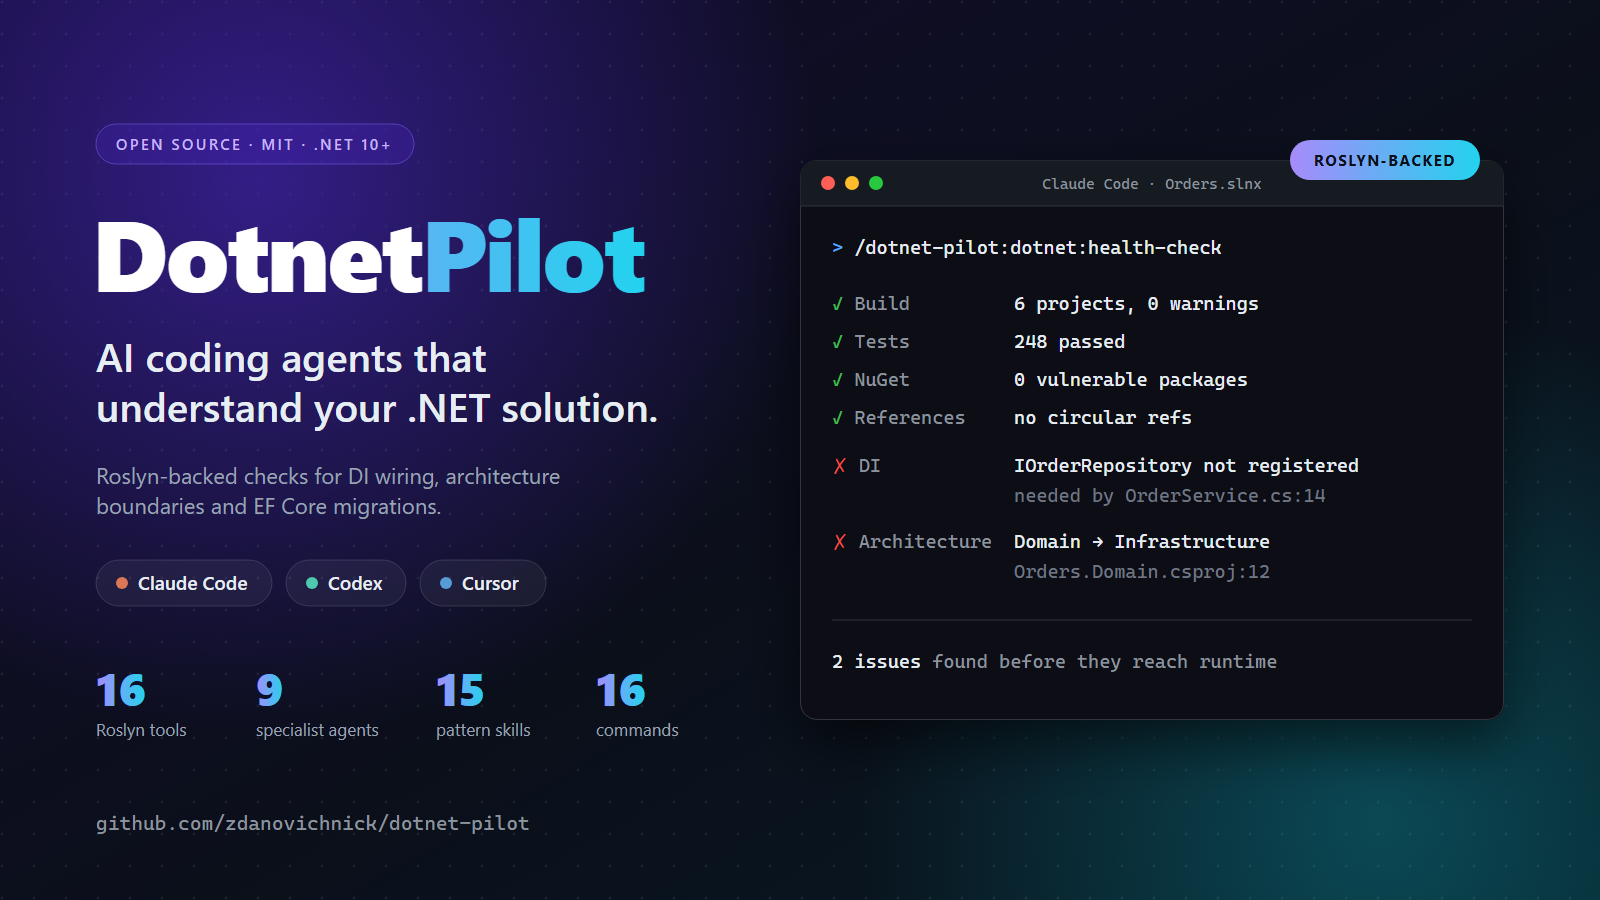 OPEN SOURCE · MIT · .NET 10+
DotnetPilot
AI coding agents that
understand your .NET solution.
Roslyn-backed checks for DI wiring, architecture
boundaries and EF Core migrations.
Claude Code
Codex
Cursor
16
Roslyn tools
9
specialist agents
15
pattern skills
16
commands
github.com/zdanovichnick/dotnet-pilot
ROSLYN-BACKED
Claude Code · Orders.slnx
> /dotnet-pilot:dotnet:health-check
✓ Build 6 projects, 0 warnings
✓ Tests 248 passed
✓ NuGet 0 vulnerable packages
✓ References no circular refs
✗ DI IOrderRepository not registered
needed by OrderService.cs:14
✗ Architecture Domain → Infrastructure
Orders.Domain.csproj:12
2 issues found before they reach runtime